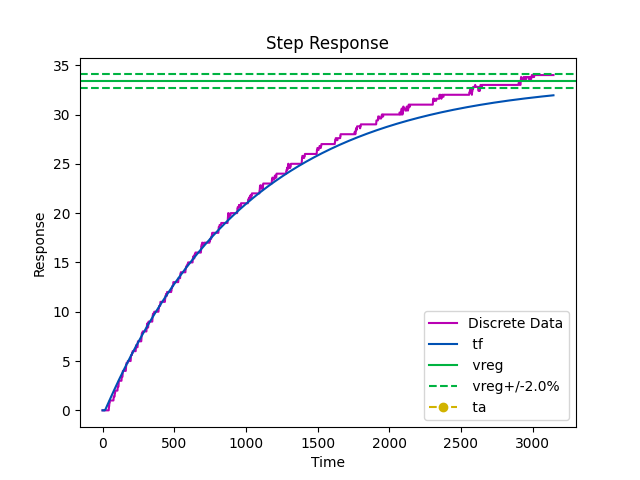 Step Response
35
30
25
20
15
10
5
0
Response
0 500 1000 1500 2000 2500 3000
Time
Discrete Data
tf
vreg
vreg+/-2.0%
ta